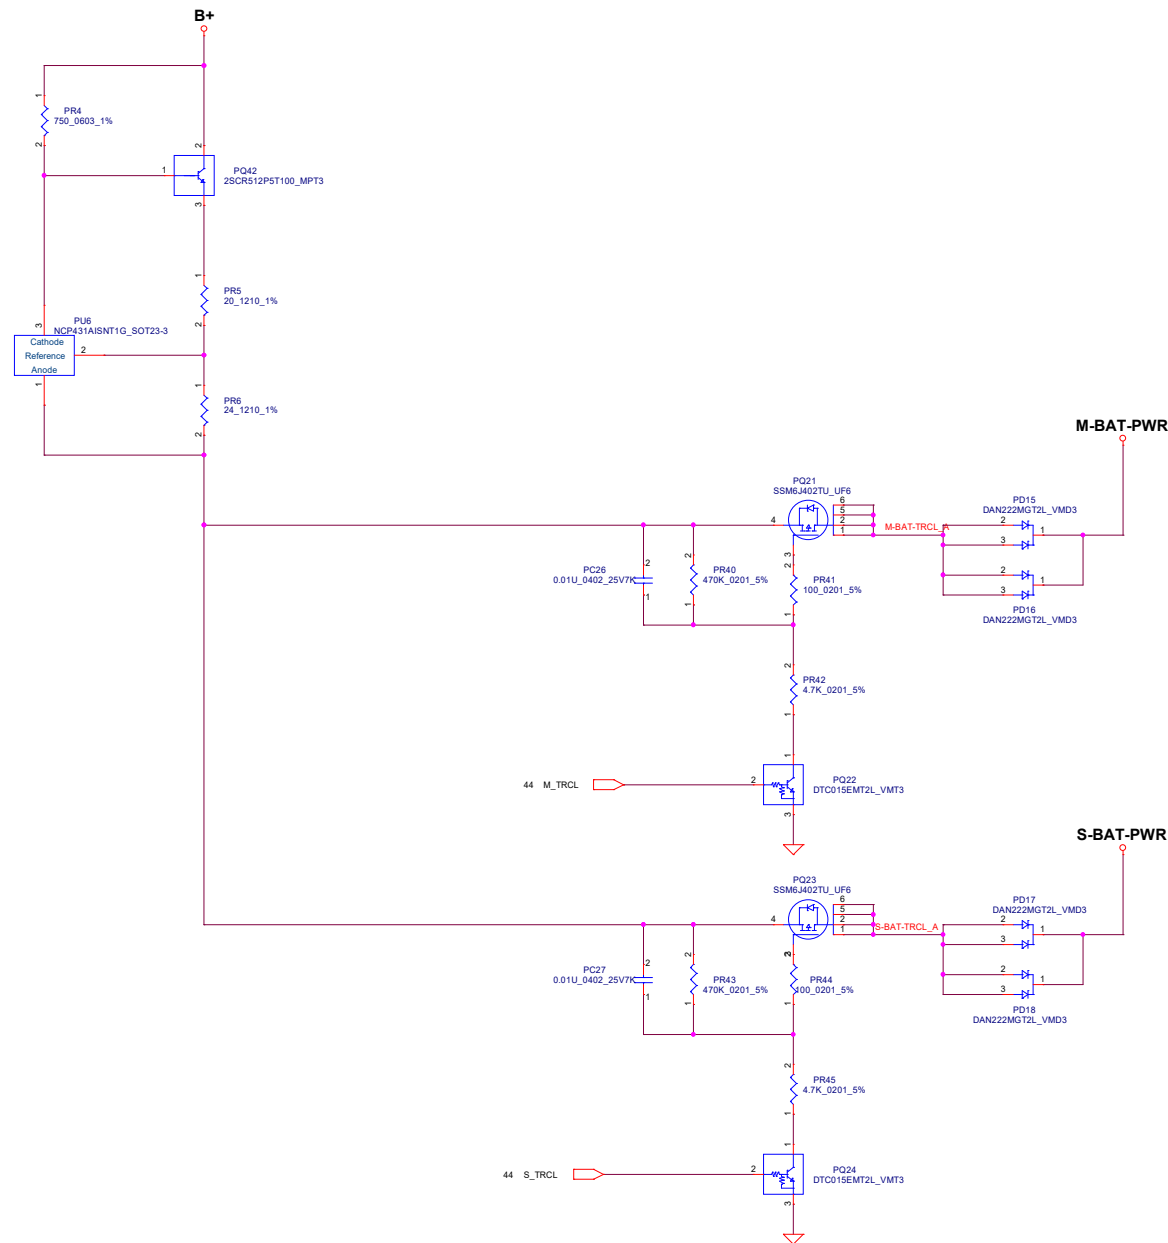 B+
1
PR4
750_0603_1%
2
2
1
PQ42
2SCR512P5T100_MPT3
3
1
PR5
20_1210_1%
2
PU6
NCP431AISNT1G_SOT23-3
3
Cathode
Reference
Anode
2
1
1
PR6
24_1210_1%
2
M-BAT-PWR
PQ21
SSM6J402TU_UF6
4
6
5
2
1
3
M-BAT-TRCL_A
PD15
DAN222MGT2L_VMD3
2
3
1
2
3
1
PD16
DAN222MGT2L_VMD3
PC26
0.01U_0402_25V7K
2
1
2
PR40
470K_0201_5%
1
2
PR41
100_0201_5%
1
2
PR42
4.7K_0201_5%
1
44 M_TRCL
2
1
PQ22
DTC015EMT2L_VMT3
3
S-BAT-PWR
PQ23
SSM6J402TU_UF6
4
6
5
2
1
3
S-BAT-TRCL_A
PD17
DAN222MGT2L_VMD3
2
3
1
2
3
1
PD18
DAN222MGT2L_VMD3
PC27
0.01U_0402_25V7K
2
1
2
PR43
470K_0201_5%
1
2
PR44
100_0201_5%
1
2
PR45
4.7K_0201_5%
1
44 S_TRCL
2
1
PQ24
DTC015EMT2L_VMT3
3